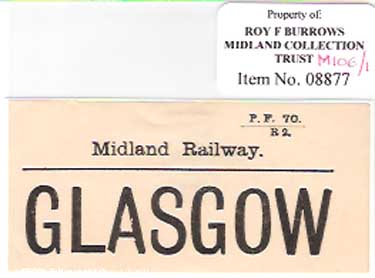 Property of:
ROY F BURROWS
MIDLAND COLLECTION
TRUST M106/1
Item No. 08877
P. F. 70.
R 2.
Midland Railway.
GLASGOW